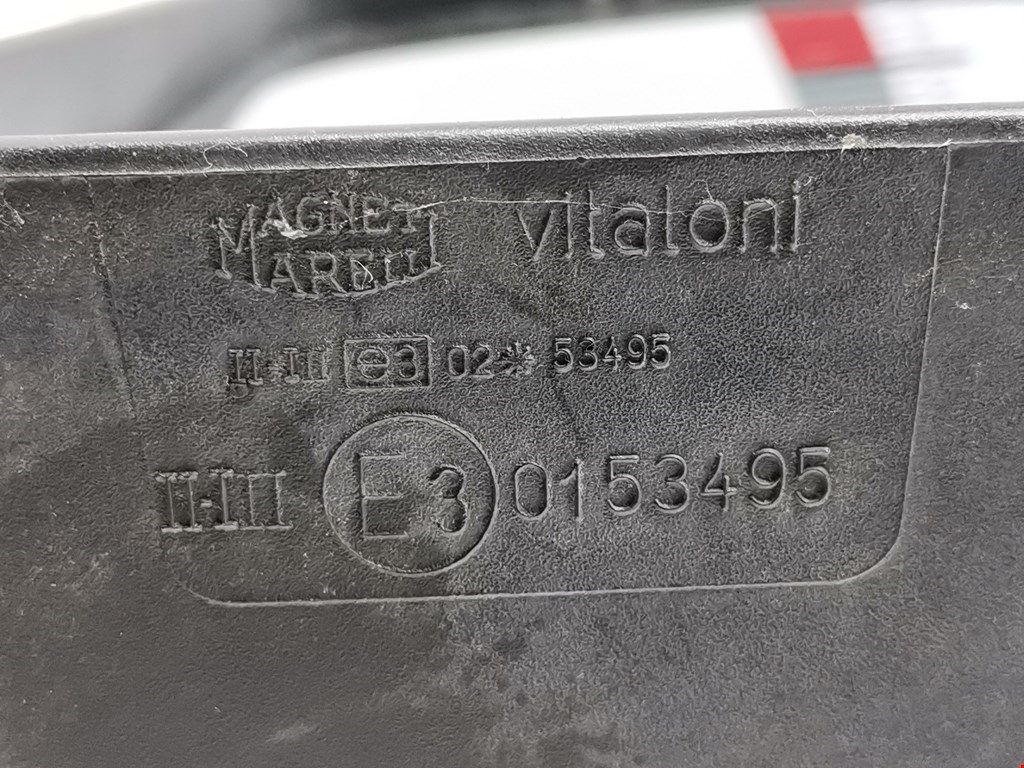 MAGNETI MARELLI vitaloni
II-III e3 02* 53495
II-III E3 0153495